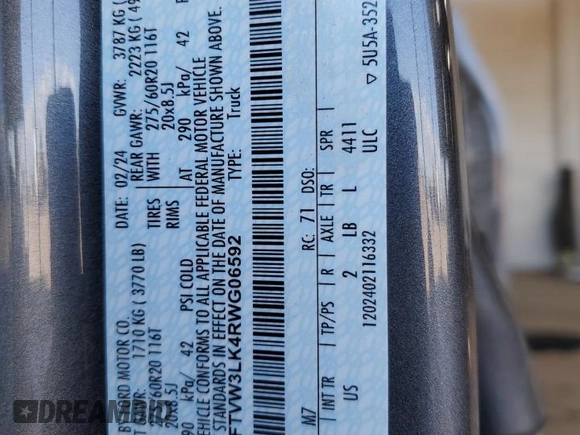 02/24 GVWR: 3787 KG (
BY FORD MOTOR CO. REAR GAWR: 2223 KG ( 49
1710 KG ( 3770 LB) WITH 275/60R20 116T
60R20 116T TIRES 20x8.5J
20x8.5J RIMS AT 290 kPa/ 42
90 kPa/ 42 PSI COLD
VEHICLE CONFORMS TO ALL APPLICABLE FEDERAL MOTOR VEHICLE
STANDARDS IN EFFECT ON THE DATE OF MANUFACTURE SHOWN ABOVE.
FTVW3LK4RWG06592 TYPE: Truck
RC: 71 DSO:
M7
INT TR TP/PS R AXLE TR SPR
US 2 LB L 4411
ULC
1202402116332 ▽ 5U5A-352
DREAMBID